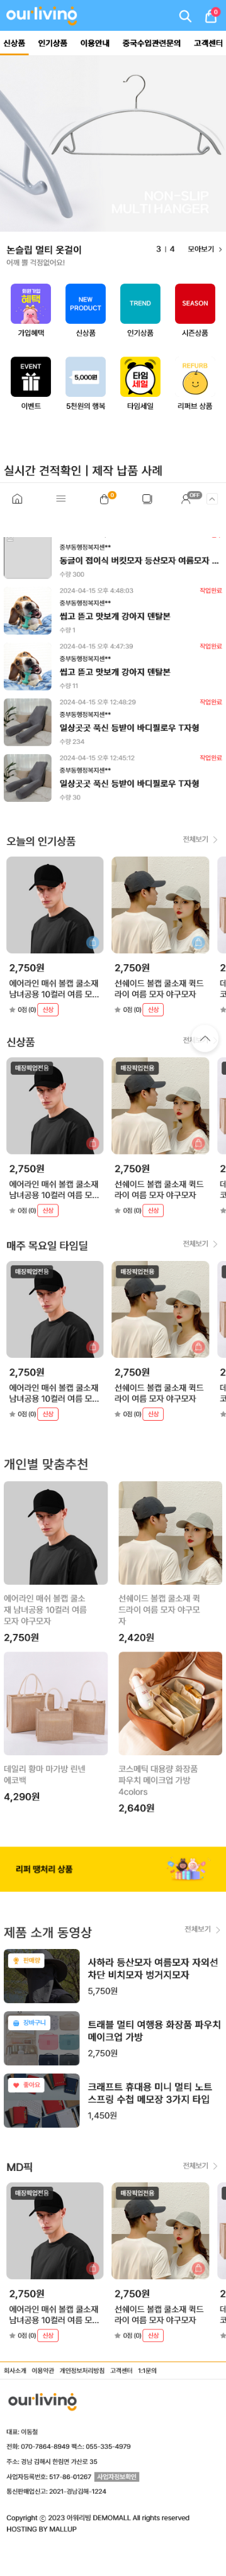 ourliving
0
신상품 인기상품 이용안내 중국수입관련문의 고객센터
NON-SLIP
MULTI HANGER
논슬립 멀티 옷걸이
3 | 4 모아보기 >
어깨 뿔 걱정없어요!
회원 가입
혜택
NEW
PRODUCT
TREND
SEASON
가입혜택 신상품 인기상품 시즌상품
EVENT
5,000원
타임
세일
REFURB
이벤트 5천원의 행복 타임세일 리퍼브 상품
실시간 견적확인 | 제작 납품 사례
0
OFF
중부동행정복지센**
동글이 접이식 버킷모자 등산모자 여름모자 ...
수량 300
2024-04-15 오후 4:48:03 작업완료
중부동행정복지센**
씹고 뜯고 맛보개 강아지 덴탈본
수량 1
2024-04-15 오후 4:47:39 작업완료
중부동행정복지센**
씹고 뜯고 맛보개 강아지 덴탈본
수량 11
2024-04-15 오후 12:48:29 작업완료
중부동행정복지센**
일상곳곳 푹신 등받이 바디필로우 T자형
수량 234
2024-04-15 오후 12:45:12 작업완료
중부동행정복지센**
일상곳곳 푹신 등받이 바디필로우 T자형
수량 30
오늘의 인기상품 전체보기
2,750원 2,750원 2
에어라인 매쉬 볼캡 쿨소재 선쉐이드 볼캡 쿨소재 퀵드 데
남녀공용 10컬러 여름 모... 라이 여름 모자 야구모자 코
0점 (0) 신상 0점 (0) 신상
신상품
매장픽업전용 매장픽업전용
2,750원 2,750원 2
에어라인 매쉬 볼캡 쿨소재 선쉐이드 볼캡 쿨소재 퀵드 데
남녀공용 10컬러 여름 모... 라이 여름 모자 야구모자 코
0점 (0) 신상 0점 (0) 신상
매주 목요일 타임딜 전체보기
매장픽업전용 매장픽업전용
2,750원 2,750원 2
에어라인 매쉬 볼캡 쿨소재 선쉐이드 볼캡 쿨소재 퀵드 데
남녀공용 10컬러 여름 모... 라이 여름 모자 야구모자 코
0점 (0) 신상 0점 (0) 신상
개인별 맞춤추천
에어라인 매쉬 볼캡 쿨소
재 남녀공용 10컬러 여름
모자 야구모자
2,750원
선쉐이드 볼캡 쿨소재 퀵
드라이 여름 모자 야구모
자
2,420원
데일리 황마 마가방 린넨
에코백
4,290원
코스메틱 대용량 화장품
파우치 메이크업 가방
4colors
2,640원
리퍼 땡처리 상품
제품 소개 동영상 전체보기
판매량
사하라 등산모자 여름모자 자외선
차단 비치모자 벙거지모자
5,750원
장바구니
트래블 멀티 여행용 화장품 파우치
메이크업 가방
2,750원
좋아요
크래프트 휴대용 미니 멀티 노트
스프링 수첩 메모장 3가지 타입
1,450원
MD픽 전체보기
매장픽업전용 매장픽업전용
2,750원 2,750원 2
에어라인 매쉬 볼캡 쿨소재 선쉐이드 볼캡 쿨소재 퀵드 데
남녀공용 10컬러 여름 모... 라이 여름 모자 야구모자 코
0점 (0) 신상 0점 (0) 신상
회사소개 이용약관 개인정보처리방침 고객센터 1:1문의
ourliving
대표: 이동철
전화: 070-7864-8949 팩스: 055-335-4979
주소: 경남 김해시 한림면 가산로 35
사업자등록번호: 517-86-01267 사업자정보확인
통신판매업신고: 2021-경남김해-1224
Copyright ⓒ 2023 아워리빙 DEMOMALL All rights reserved
HOSTING BY MALLUP